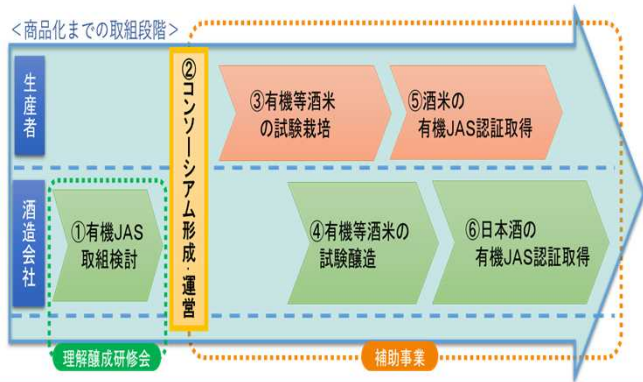 ＜商品化までの取組段階＞
生産者
②コンソーシアム形成・運営
③有機等酒米
の試験栽培
⑤酒米の
有機JAS認証取得
酒造会社
①有機JAS
取組検討
④有機等酒米の
試験醸造
⑥日本酒の
有機JAS認証取得
理解醸成研修会
補助事業